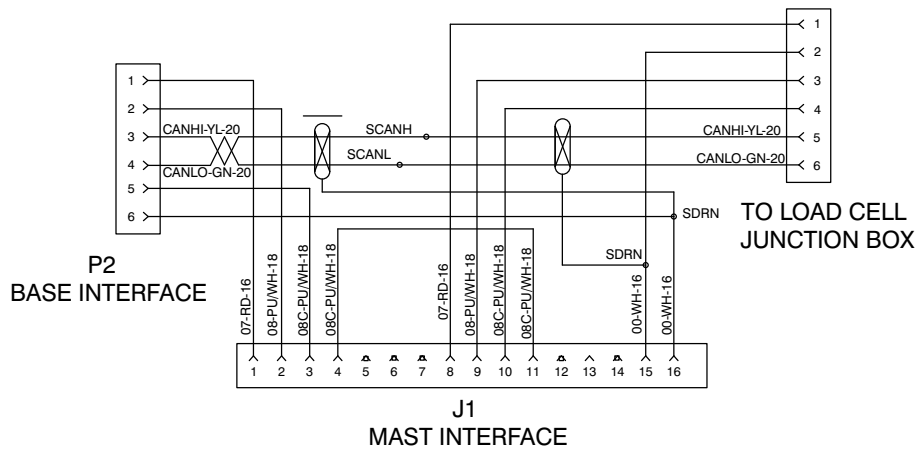 1
2
3
4
5
6
TO LOAD CELL
JUNCTION BOX
1
2
3
4
5
6
P2
BASE INTERFACE
CANHI-YL-20
CANLO-GN-20
SCANH
SCANL
CANHI-YL-20
CANLO-GN-20
SDRN
SDRN
07-RD-16
08-PU/WH-18
08C-PU/WH-18
08C-PU/WH-18
07-RD-16
08-PU/WH-18
08C-PU/WH-18
08C-PU/WH-18
00-WH-16
00-WH-16
1 2 3 4 5 6 7 8 9 10 11 12 13 14 15 16
J1
MAST INTERFACE